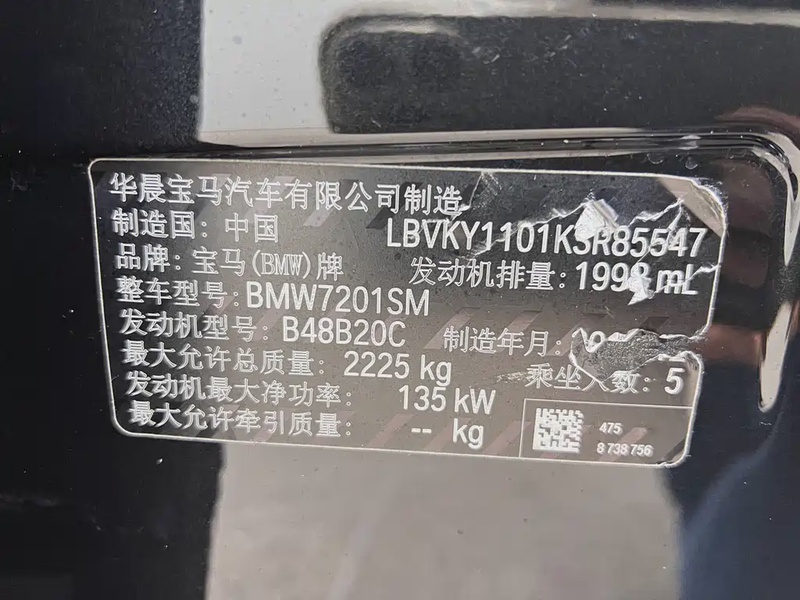 华晨宝马汽车有限公司制造
制造国: 中国 LBVKY1101KSR85547
品牌: 宝马(BMW)牌 发动机排量: 1998 mL
整车型号: BMW7201SM
发动机型号: B48B20C 制造年月:
最大允许总质量: 2225 kg 乘坐人数: 5
发动机最大净功率: 135 kW
最大允许牵引质量: -- kg
475
8 738 756